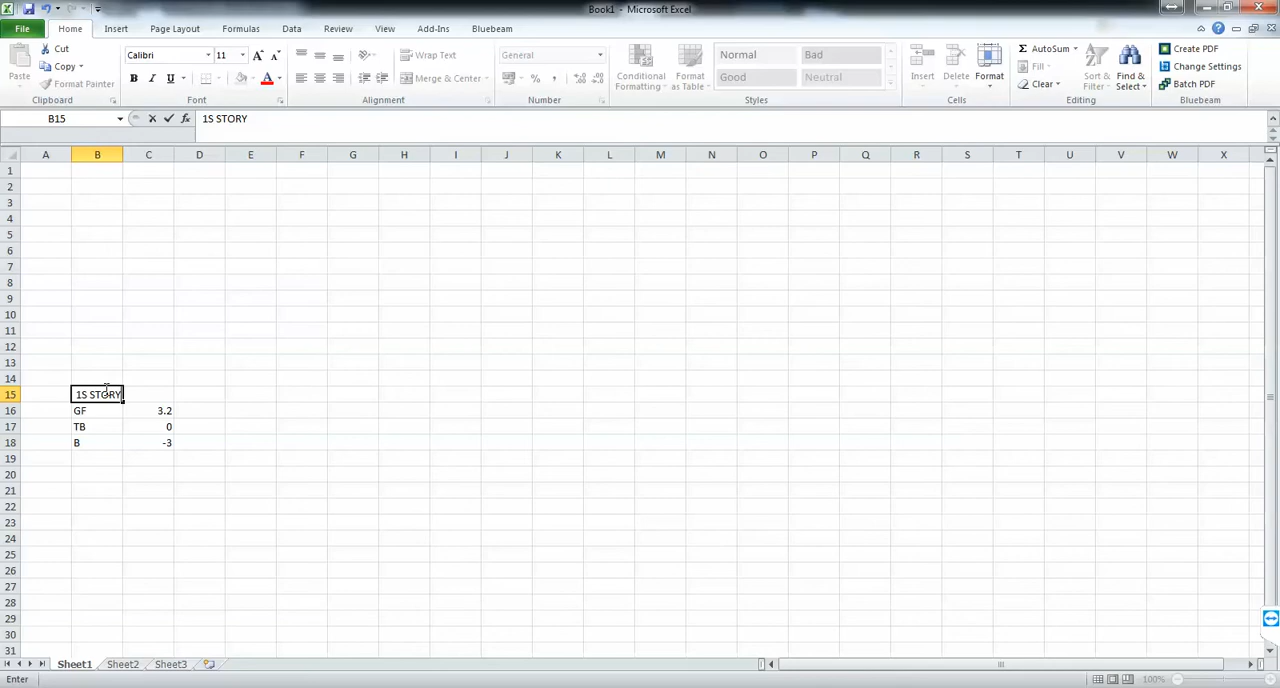 Book1 - Microsoft Excel
File Home Insert Page Layout Formulas Data Review View Add-Ins Bluebeam
Paste
Cut
Copy
Format Painter
Clipboard
Calibri 11
B I U
Font
Wrap Text
Merge & Center
Alignment
General
Number
Conditional Formatting
Format as Table
Normal Bad
Good Neutral
Styles
Insert Delete Format
Cells
AutoSum
Fill
Clear
Sort & Filter
Find & Select
Editing
Create PDF
Change Settings
Batch PDF
Bluebeam
B15 1S STORY
A B C D E F G H I J K L M N O P Q R S T U V W X
1
2
3
4
5
6
7
8
9
10
11
12
13
14
15 1S STORY
16 GF 3.2
17 TB 0
18 B -3
19
20
21
22
23
24
25
26
27
28
29
30
31
Sheet1 Sheet2 Sheet3
Enter 100%